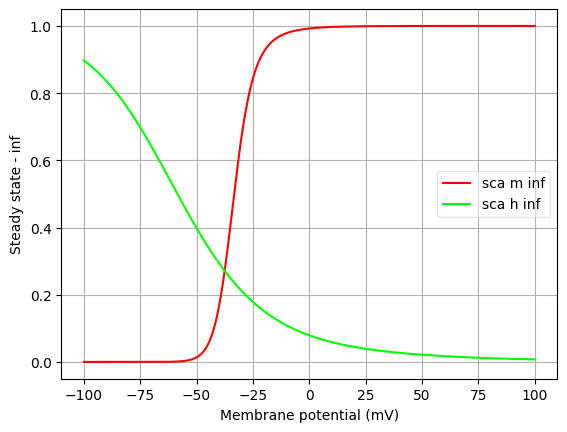 1.0
0.8
0.6
0.4
0.2
0.0
Steady state - inf
sca m inf
sca h inf
−100 −75 −50 −25 0 25 50 75 100
Membrane potential (mV)